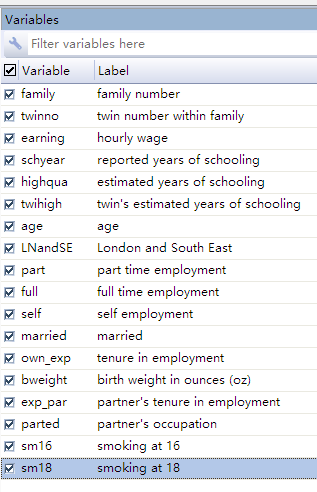 Variables
Filter variables here
Variable Label
family family number
twinno twin number within family
earning hourly wage
schyear reported years of schooling
highqua estimated years of schooling
twihigh twin's estimated years of schooling
age age
LNandSE London and South East
part part time employment
full full time employment
self self employment
married married
own_exp tenure in employment
bweight birth weight in ounces (oz)
exp_par partner's tenure in employment
parted partner's occupation
sm16 smoking at 16
sm18 smoking at 18